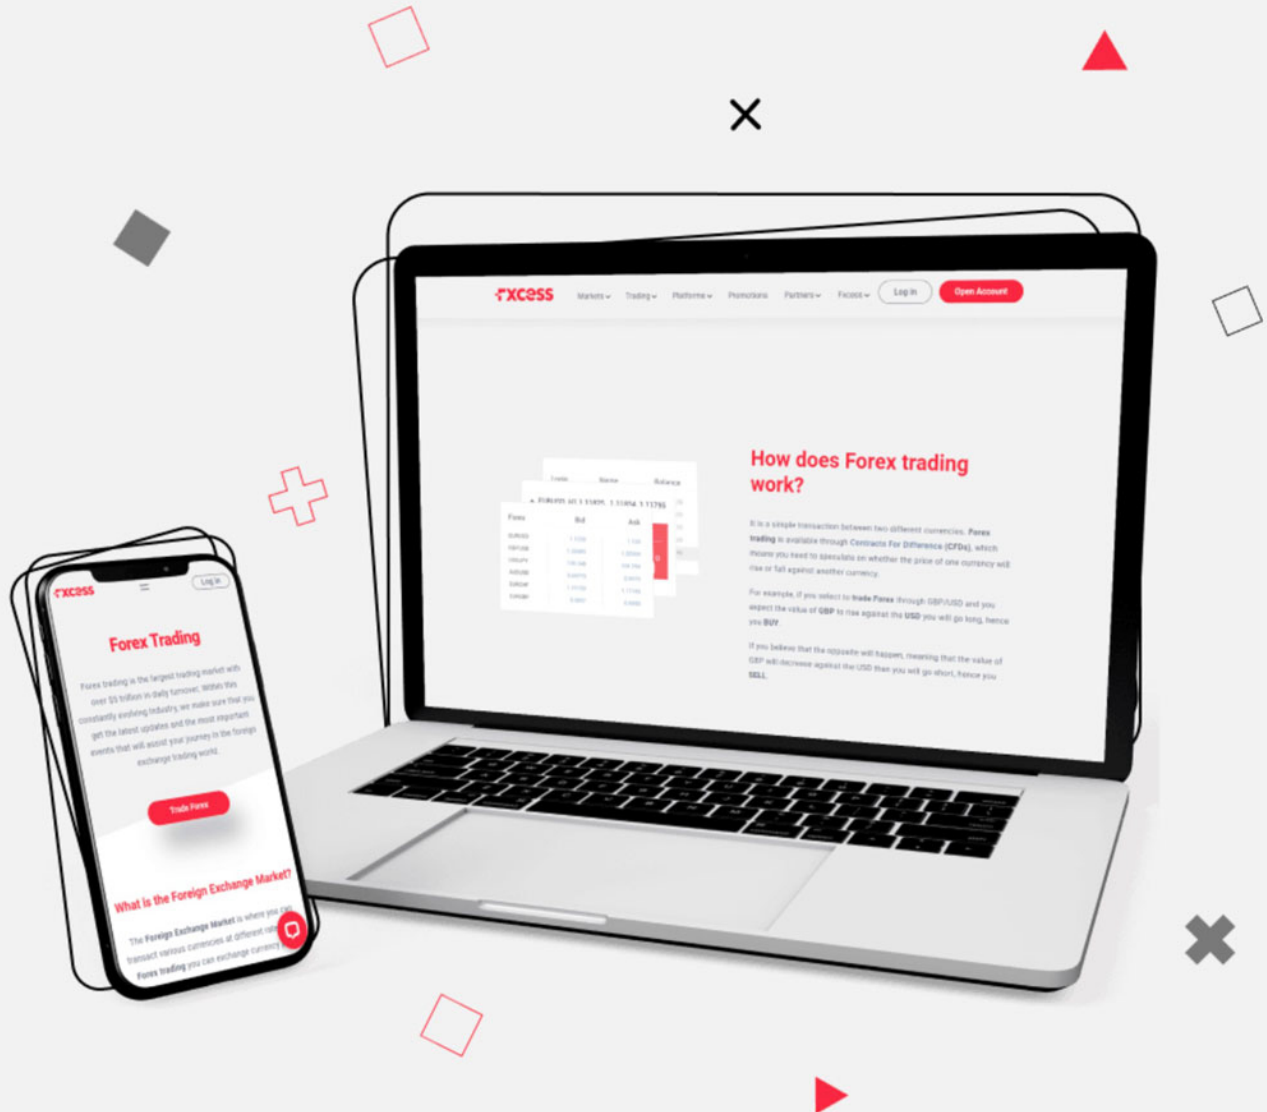 FXCESS
Markets
Trading
Platforms
Promotions
Partners
Fxcess
Log in
Open Account
Balance
Forex
Bid
Ask
EURUSD
GBPUSD
How does Forex trading
work?
It is a simple transaction between two different currencies. Forex
trading is available through Contracts For Difference (CFDs), which
means you need to speculate on whether the price of one currency will
rise or fall against another currency.
For example, if you select to trade Forex through GBP/USD and you
expect the value of GBP to rise against the USD you will go long, hence
you BUY.
If you believe that the opposite will happen, meaning that the value of
GBP will decrease against the USD than you will go short, hence you
SELL.
FXCESS
Log in
Forex Trading
Forex trading is the largest trading market with
over $5 trillion in daily turnover. Within this
constantly evolving industry, we make sure that you
get the latest updates and the most important
events that will assist your journey in the foreign
exchange trading world.
Trade Forex
What is the Foreign Exchange Market?
The Foreign Exchange Market is where you can
transact various currencies at different
Forex trading you can exchange currency